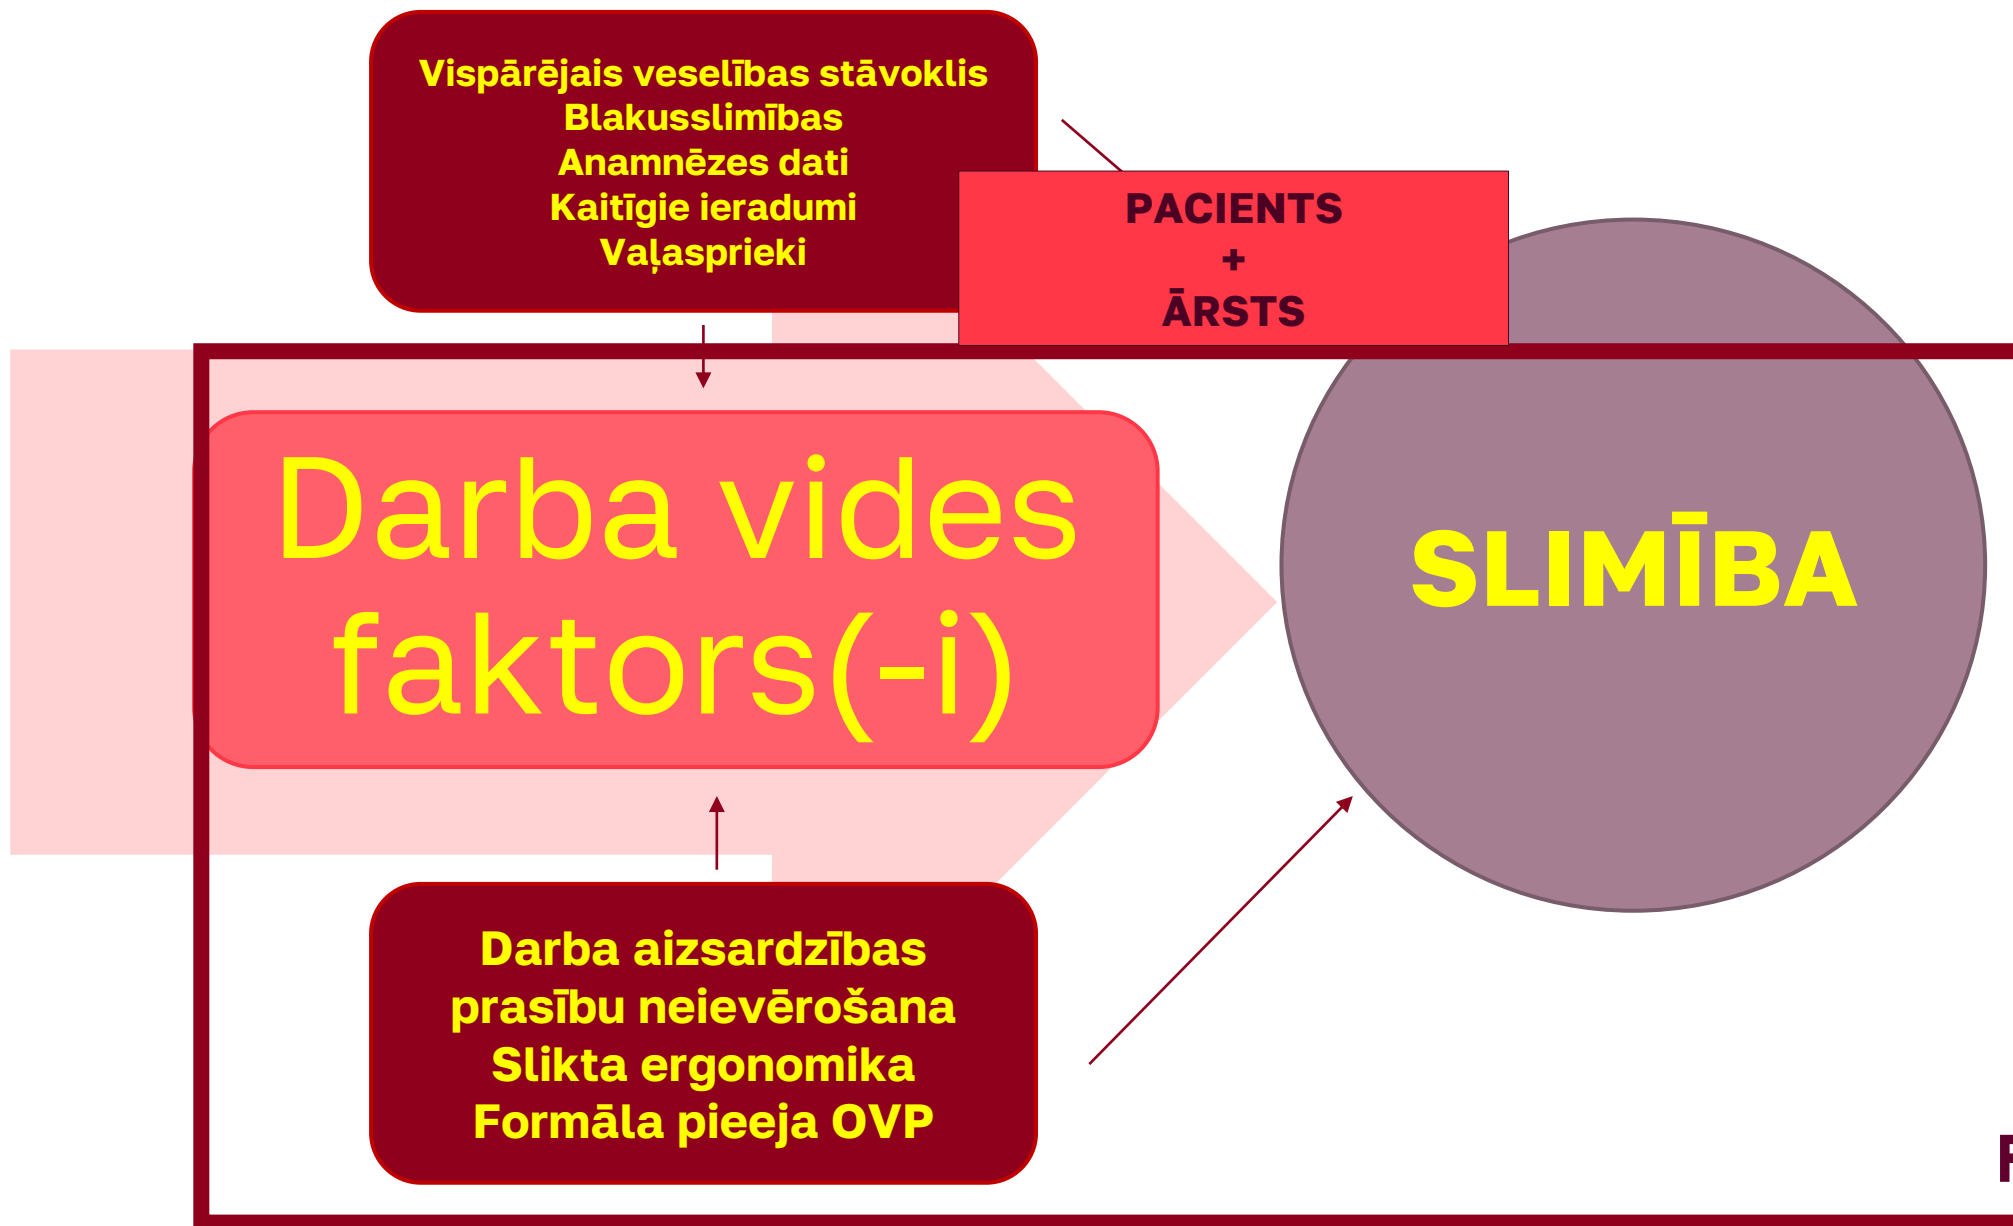 Vispārējais veselības stāvoklis
Blakusslimības
Anamnēzes dati
Kaitīgie ieradumi
Vaļasprieki
PACIENTS
+
ĀRSTS
Darba vides
faktors(-i)
SLIMĪBA
Darba aizsardzības
prasību neievērošana
Slikta ergonomika
Formāla pieeja OVP